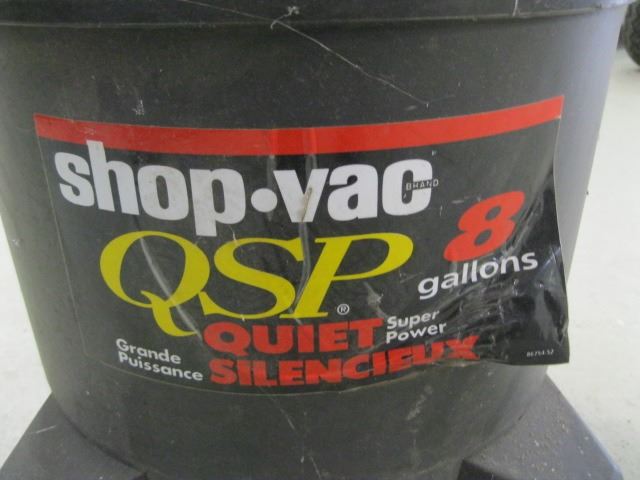 shop·vac BRAND
8
gallons
QSP®
QUIET Super Power
Grande Puissance SILENCIEUX